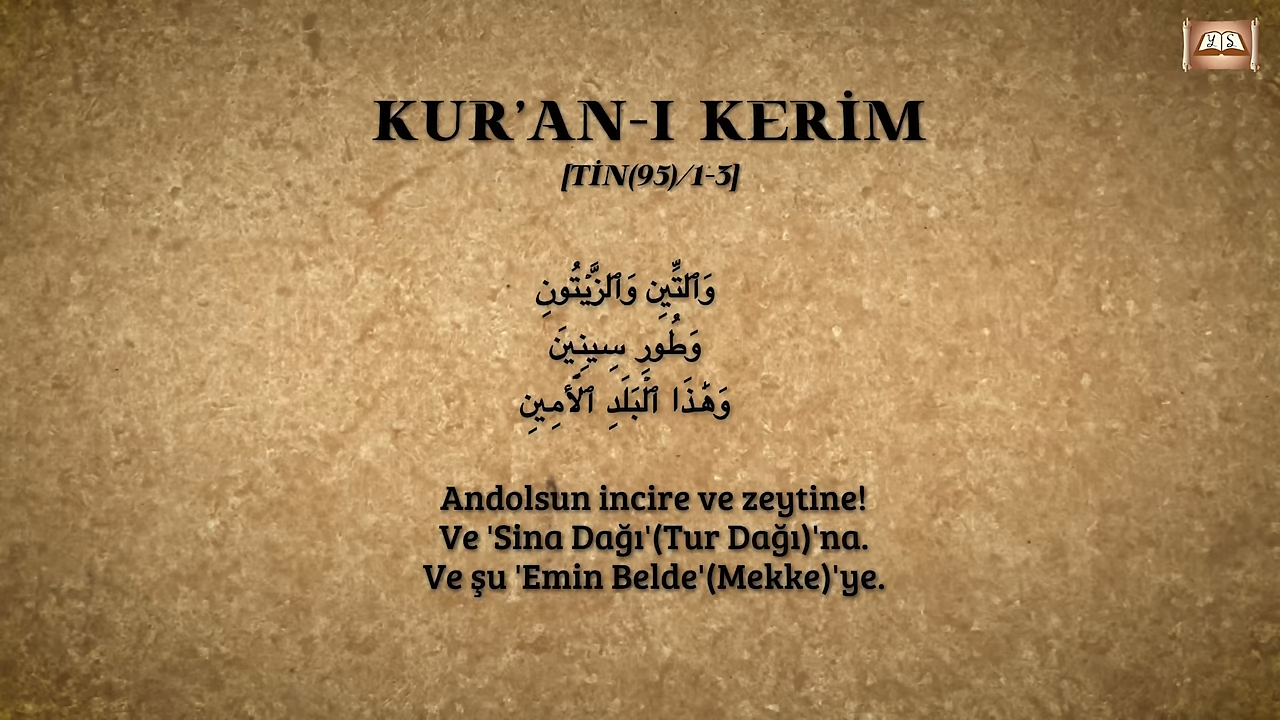 Y S
KUR'AN-I KERİM
[TİN(95)/1-3]
وَٱلتِّينِ وَٱلزَّيْتُونِ
وَطُورِ سِينِينَ
وَهَٰذَا ٱلْبَلَدِ ٱلْأَمِينِ
Andolsun incire ve zeytine!
Ve 'Sina Dağı'(Tur Dağı)'na.
Ve şu 'Emin Belde'(Mekke)'ye.